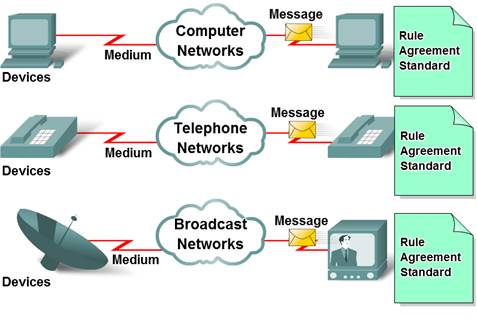 Computer
Networks
Message
Medium
Devices
Rule
Agreement
Standard
Telephone
Networks
Message
Medium
Devices
Rule
Agreement
Standard
Broadcast
Networks
Message
Medium
Devices
Rule
Agreement
Standard